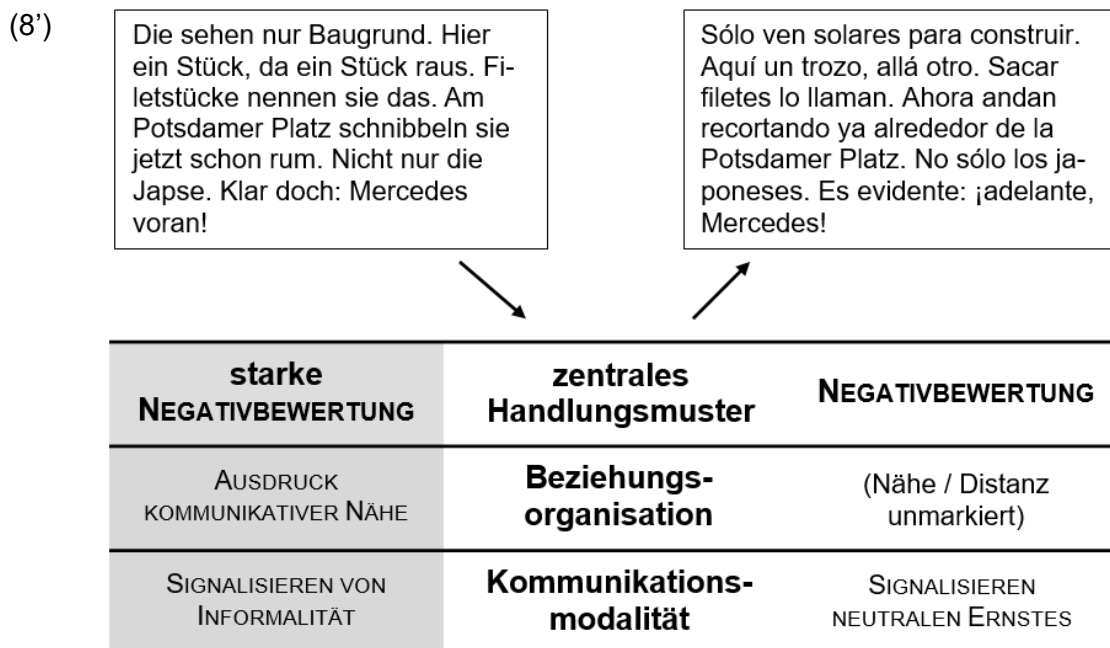 (8’)
Die sehen nur Baugrund. Hier
ein Stück, da ein Stück raus. Fi-
letstücke nennen sie das. Am
Potsdamer Platz schnibbeln sie
jetzt schon rum. Nicht nur die
Japse. Klar doch: Mercedes
voran!
Sólo ven solares para construir.
Aquí un trozo, allá otro. Sacar
filetes lo llaman. Ahora andan
recortando ya alrededor de la
Potsdamer Platz. No sólo los ja-
poneses. Es evidente: ¡adelante,
Mercedes!
starke
NEGATIVBEWERTUNG
zentrales
Handlungsmuster
NEGATIVBEWERTUNG
AUSDRUCK
KOMMUNIKATIVER NÄHE
Beziehungs-
organisation
(Nähe / Distanz
unmarkiert)
SIGNALISIEREN VON
INFORMALITÄT
Kommunikations-
modalität
SIGNALISIEREN
NEUTRALEN ERNSTES